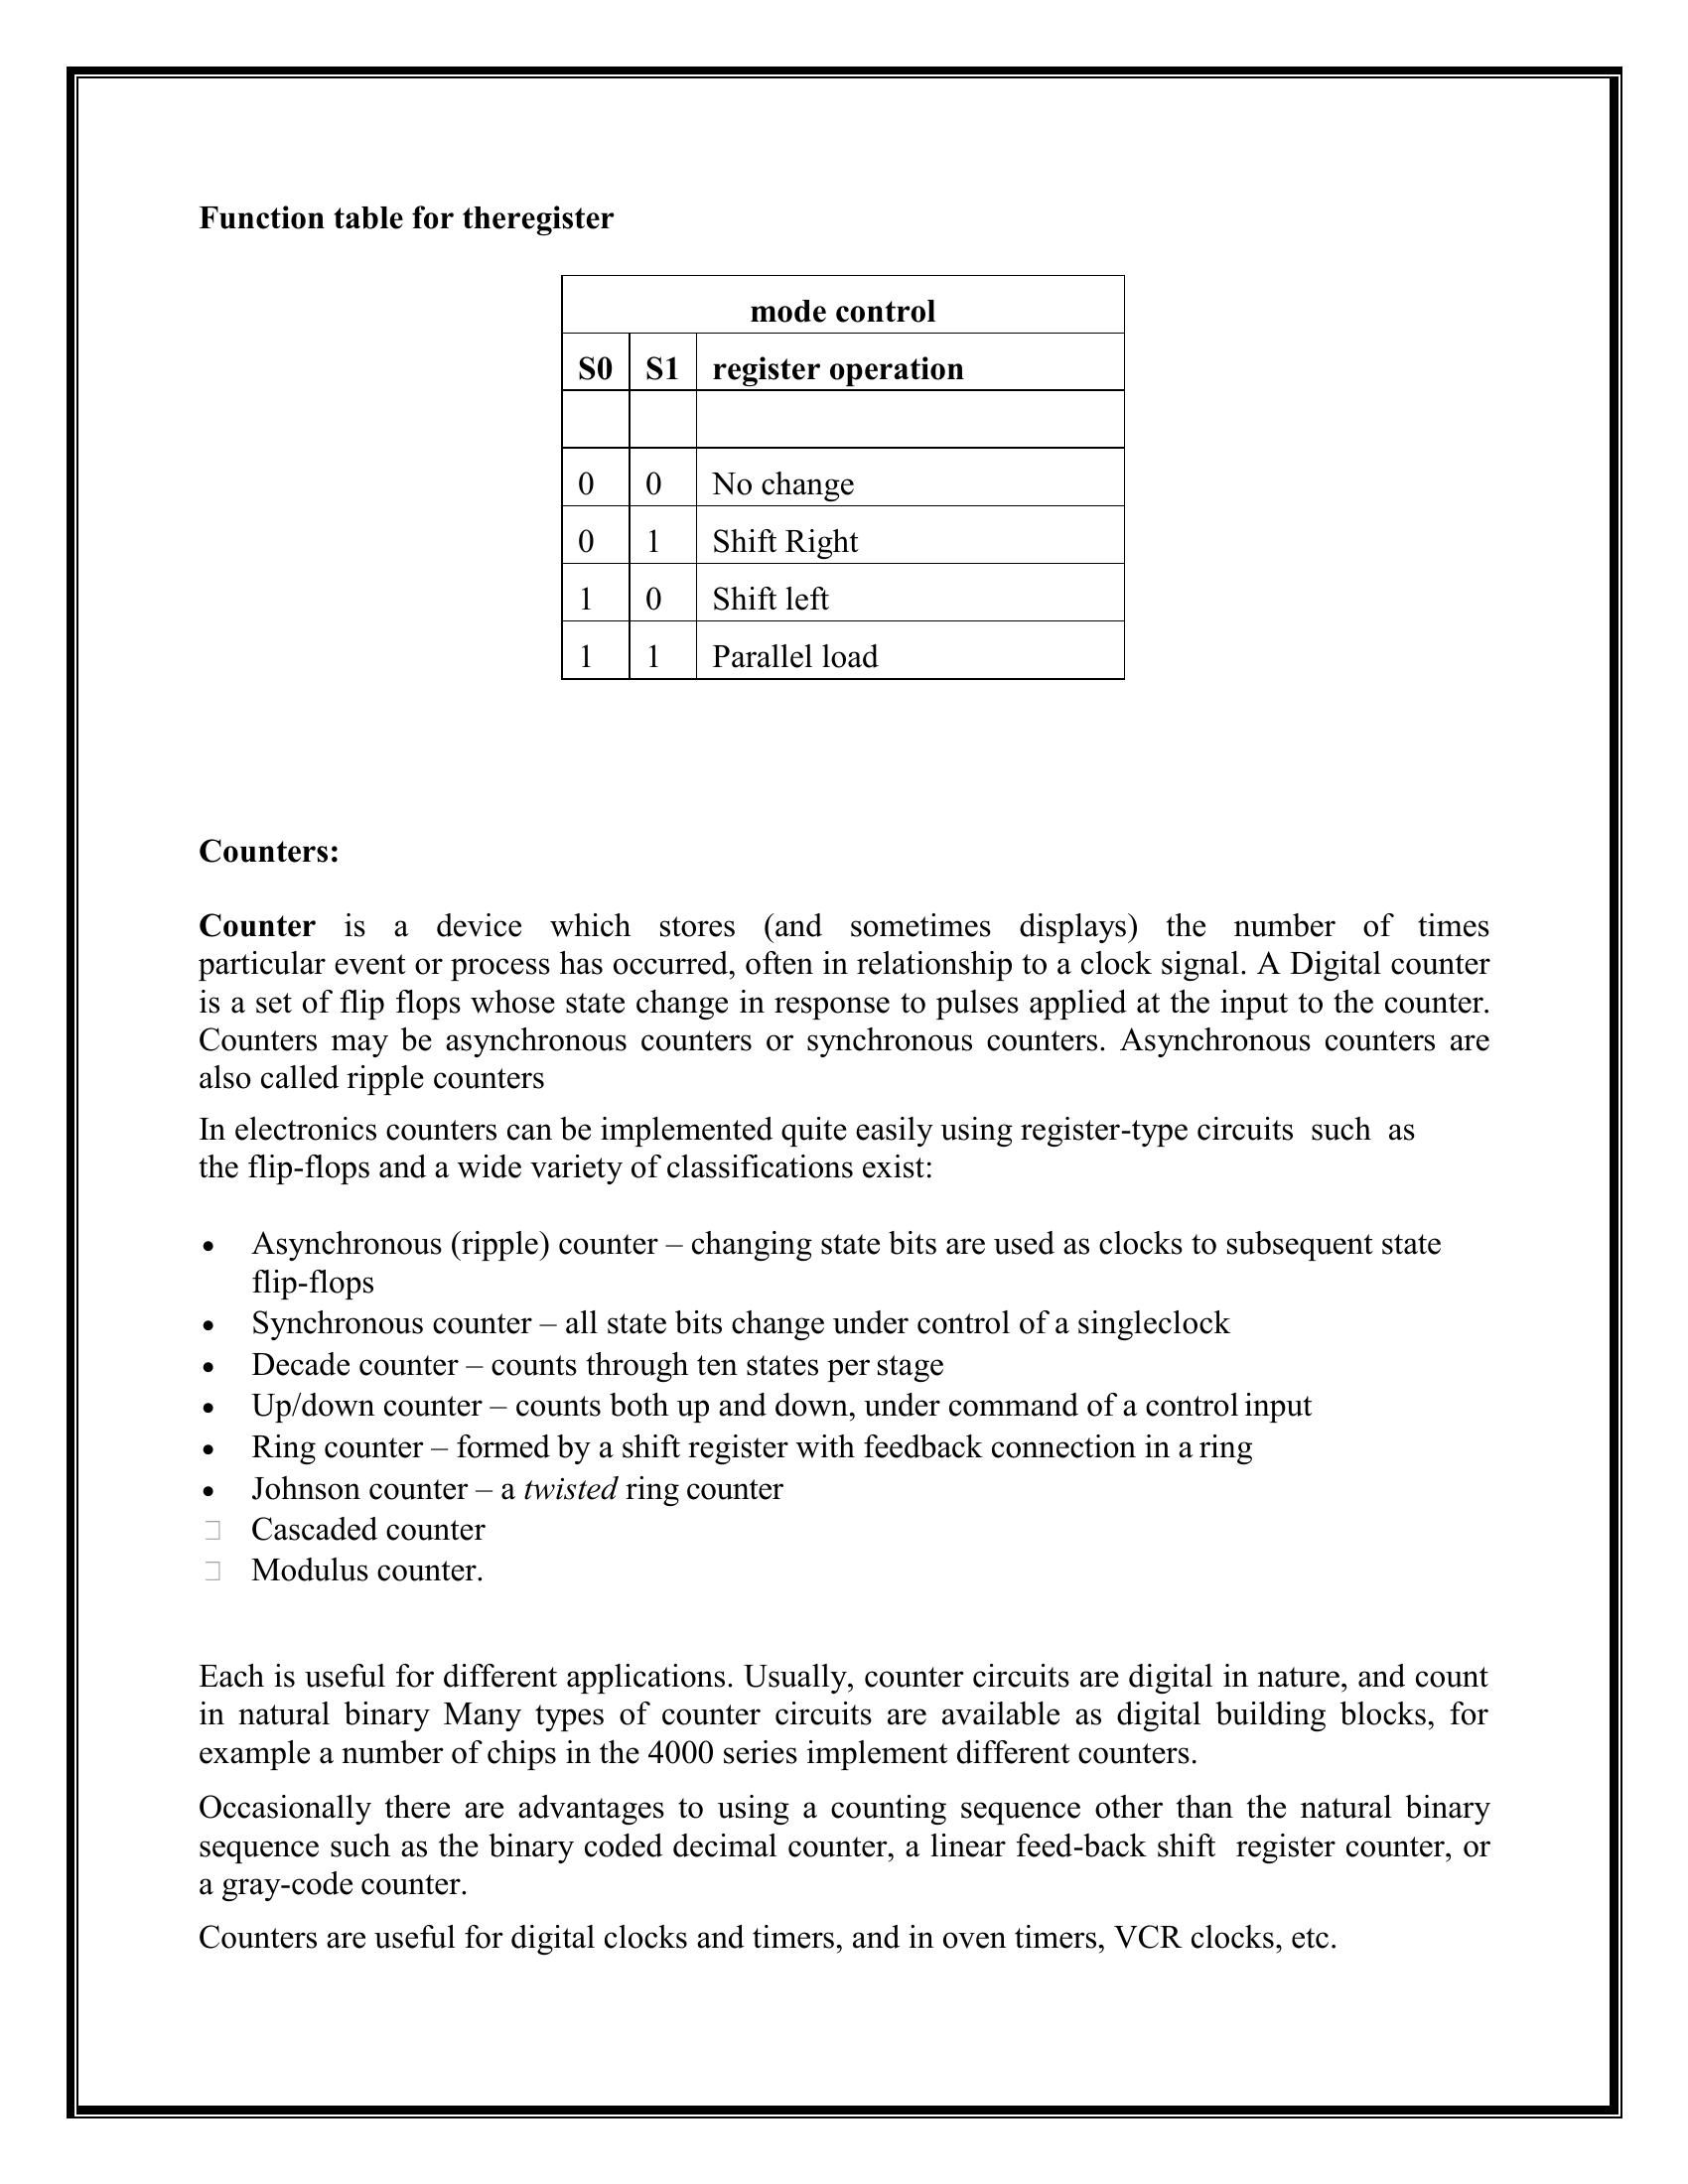 Function table for theregister
mode control
S0 S1 register operation
0 0 No change
0 1 Shift Right
1 0 Shift left
1 1 Parallel load
Counters:
Counter is a device which stores (and sometimes displays) the number of times
particular event or process has occurred, often in relationship to a clock signal. A Digital counter
is a set of flip flops whose state change in response to pulses applied at the input to the counter.
Counters may be asynchronous counters or synchronous counters. Asynchronous counters are
also called ripple counters
In electronics counters can be implemented quite easily using register-type circuits such as
the flip-flops and a wide variety of classifications exist:
• Asynchronous (ripple) counter – changing state bits are used as clocks to subsequent state
flip-flops
• Synchronous counter – all state bits change under control of a singleclock
• Decade counter – counts through ten states per stage
• Up/down counter – counts both up and down, under command of a control input
• Ring counter – formed by a shift register with feedback connection in a ring
• Johnson counter – a twisted ring counter
Cascaded counter
Modulus counter.
Each is useful for different applications. Usually, counter circuits are digital in nature, and count
in natural binary Many types of counter circuits are available as digital building blocks, for
example a number of chips in the 4000 series implement different counters.
Occasionally there are advantages to using a counting sequence other than the natural binary
sequence such as the binary coded decimal counter, a linear feed-back shift register counter, or
a gray-code counter.
Counters are useful for digital clocks and timers, and in oven timers, VCR clocks, etc.